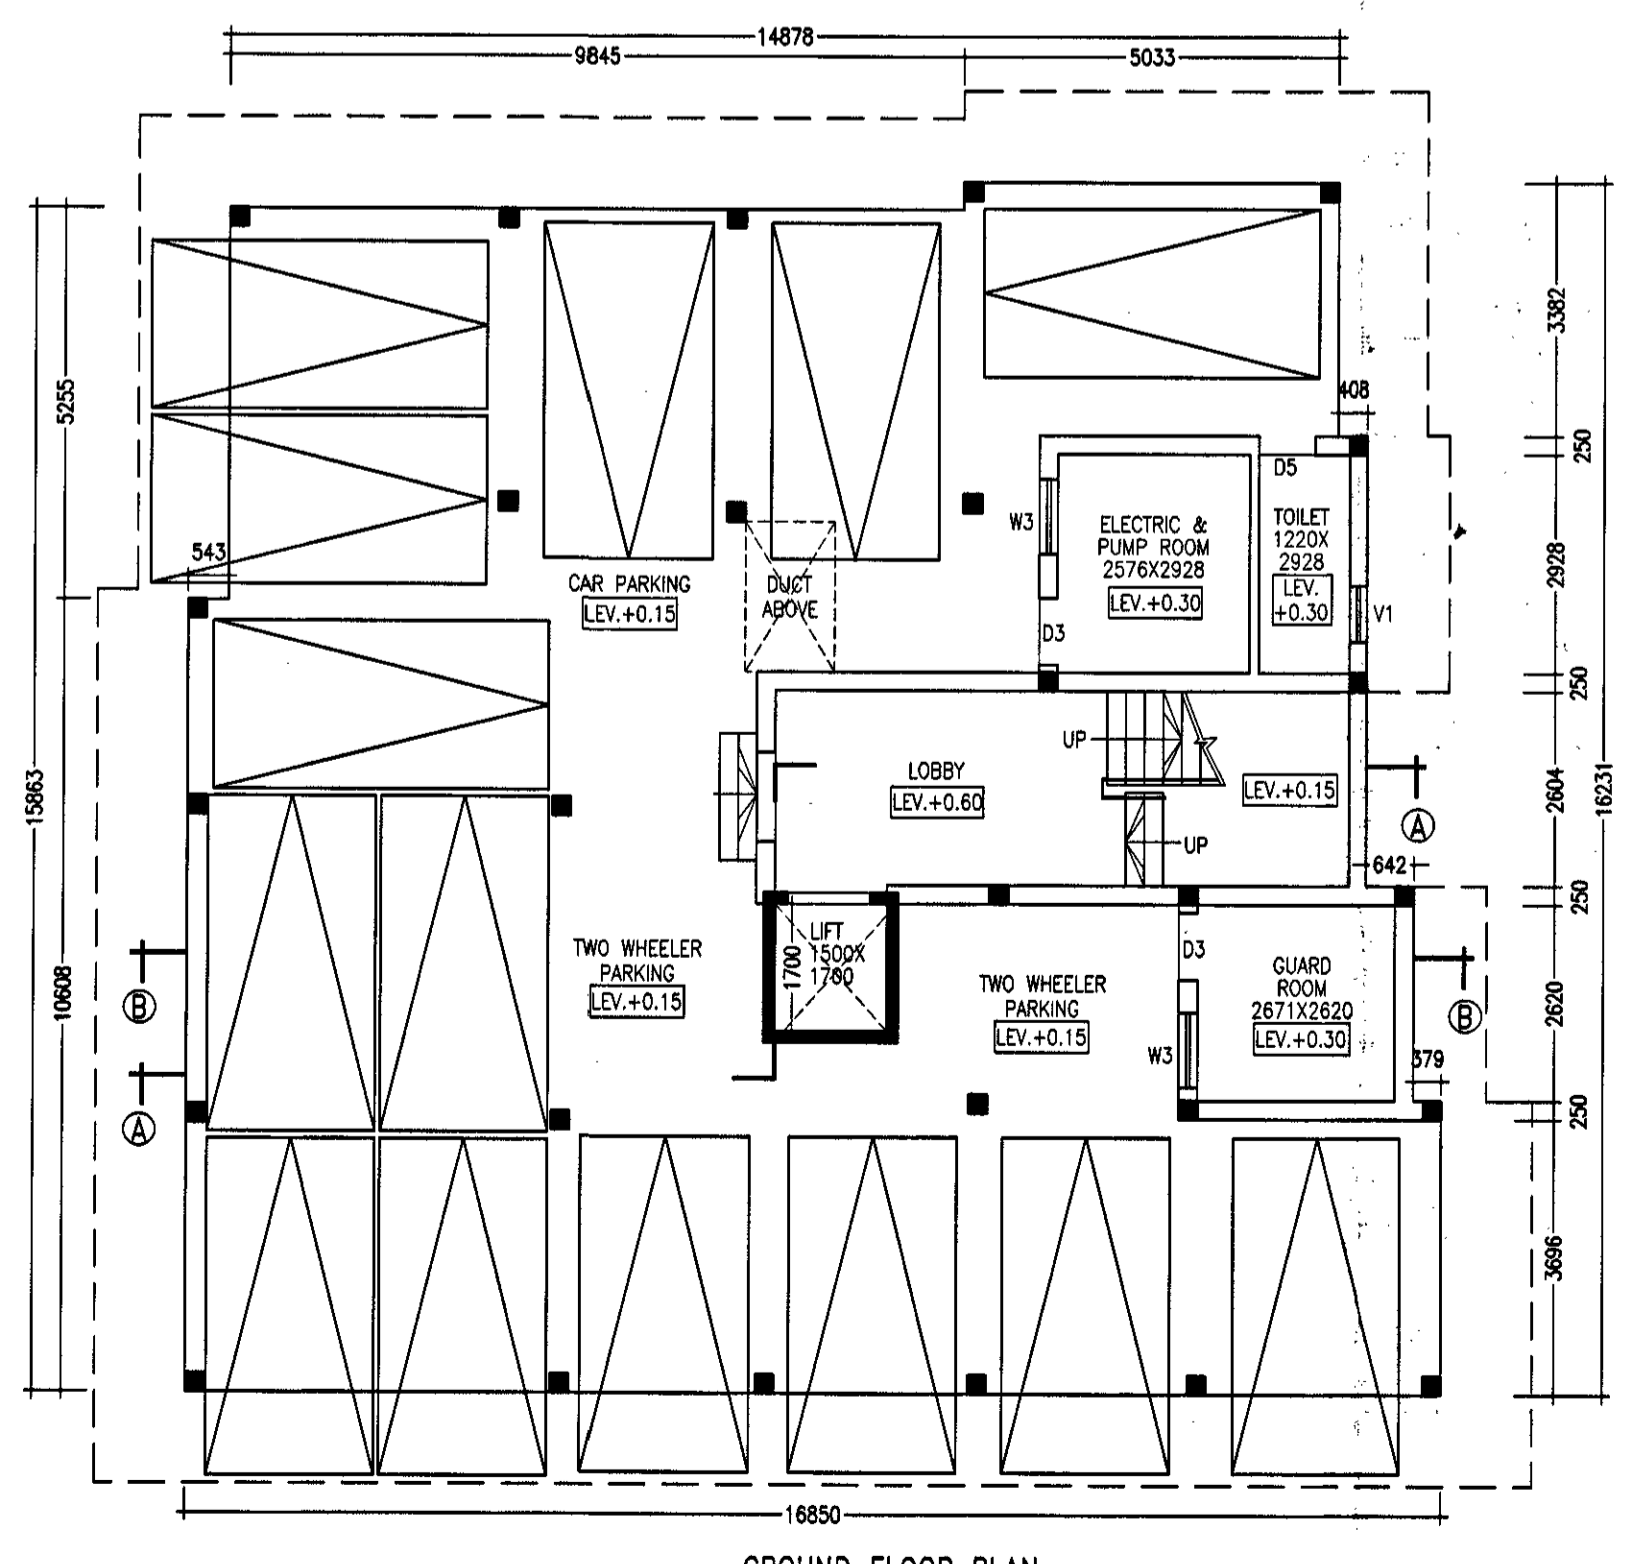 14878
9845
5033
3382
408
5255
250
D5
W3
ELECTRIC &
PUMP ROOM
2576X2928
LEV.+0.30
TOILET
1220X
2928
LEV.
+0.30
2928
543
CAR PARKING
LEV.+0.15
DUCT
ABOVE
V1
D3
250
UP
LOBBY
LEV.+0.60
LEV.+0.15
2604
16231
15863
A
UP
642
250
LIFT
1500X
1700
1700
D3
TWO WHEELER
PARKING
LEV.+0.15
TWO WHEELER
PARKING
LEV.+0.15
GUARD
ROOM
2671X2620
LEV.+0.30
10608
B
B
2620
W3
379
A
250
3696
16850
GROUND FLOOR PLAN